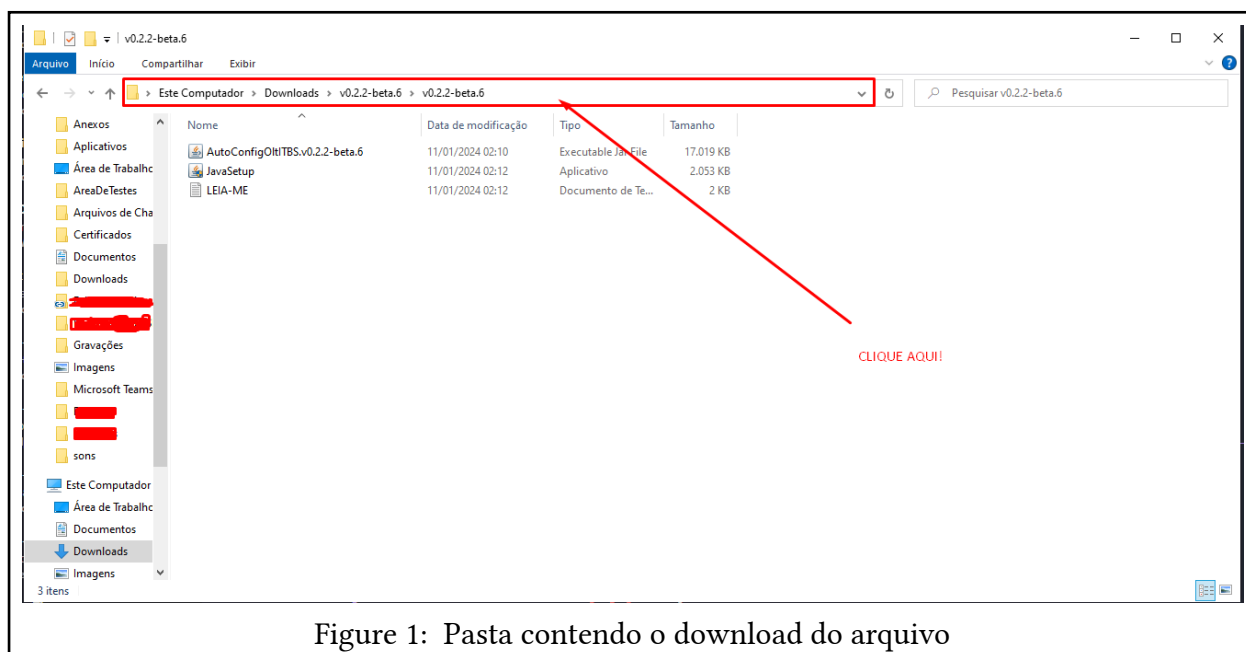 v0.2.2-beta.6
Arquivo Início Compartilhar Exibir
Este Computador > Downloads > v0.2.2-beta.6 > v0.2.2-beta.6
Pesquisar v0.2.2-beta.6
Nome Data de modificação Tipo Tamanho
AutoConfigOltITBS.v0.2.2-beta.6 11/01/2024 02:10 Executable Jar File 17.019 KB
JavaSetup 11/01/2024 02:12 Aplicativo 2.053 KB
LEIA-ME 11/01/2024 02:12 Documento de Te... 2 KB
Anexos
Aplicativos
Área de Trabalhc
AreaDeTestes
Arquivos de Cha
Certificados
Documentos
Downloads
Gravações
Imagens
Microsoft Teams
sons
Este Computador
Área de Trabalhc
Documentos
Downloads
Imagens
CLIQUE AQUI!
3 itens
Figure 1: Pasta contendo o download do arquivo